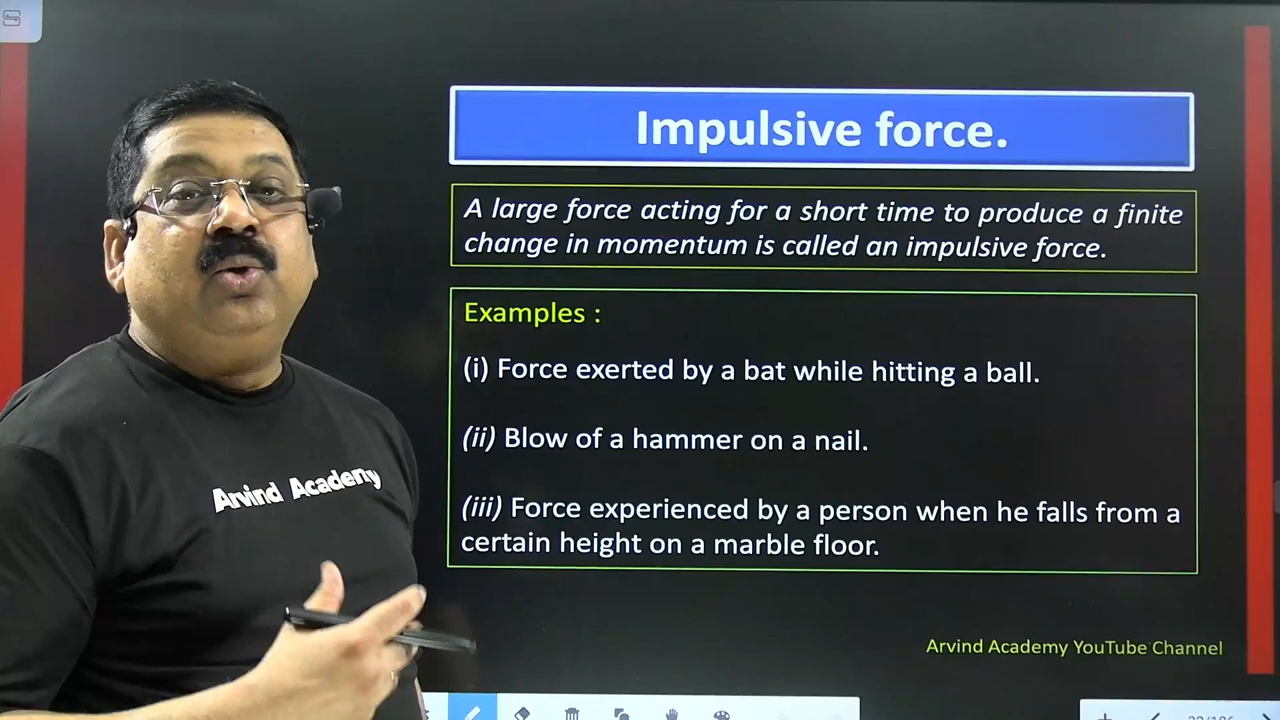 Impulsive force.
A large force acting for a short time to produce a finite
change in momentum is called an impulsive force.
Examples :
(i) Force exerted by a bat while hitting a ball.
(ii) Blow of a hammer on a nail.
(iii) Force experienced by a person when he falls from a
certain height on a marble floor.
Arvind Academy
Arvind Academy YouTube Channel